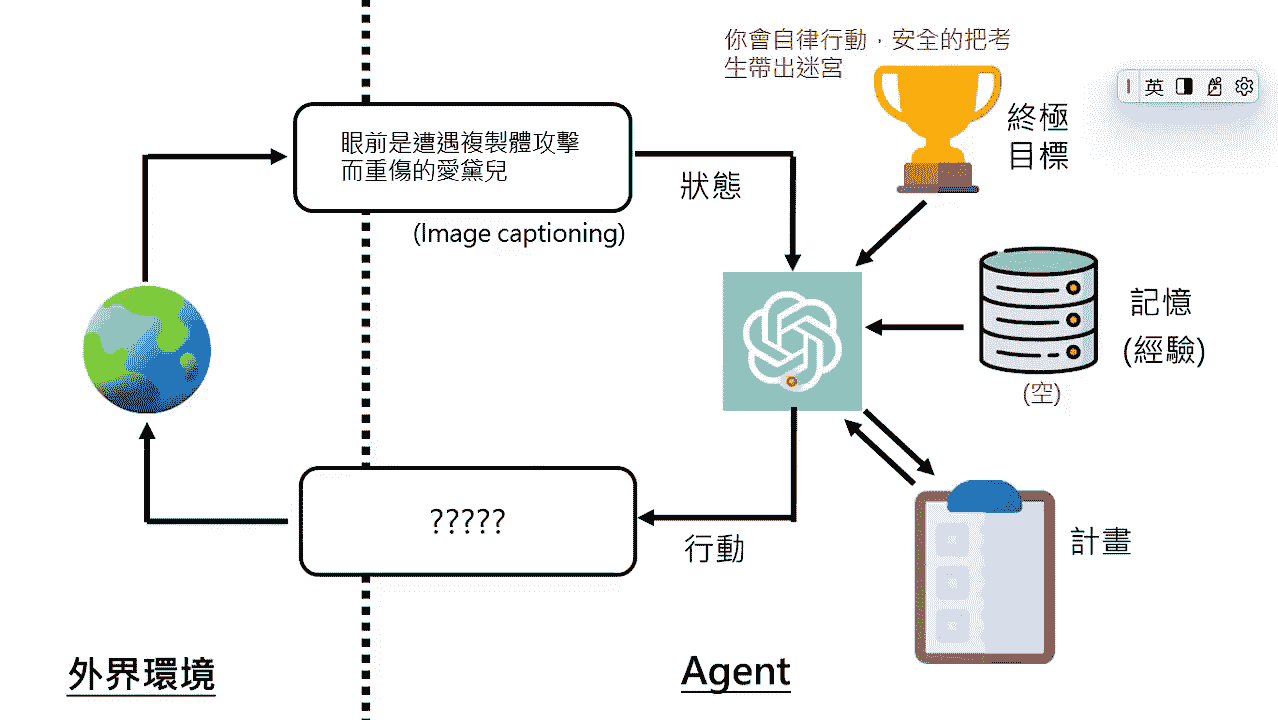 你會自律行動，安全的把考
生帶出迷宮
英
終極
目標
眼前是遭遇複製體攻擊
而重傷的愛黛兒
狀態
(Image captioning)
記憶
(經驗)
(空)
?????
行動
計畫
外界環境
Agent